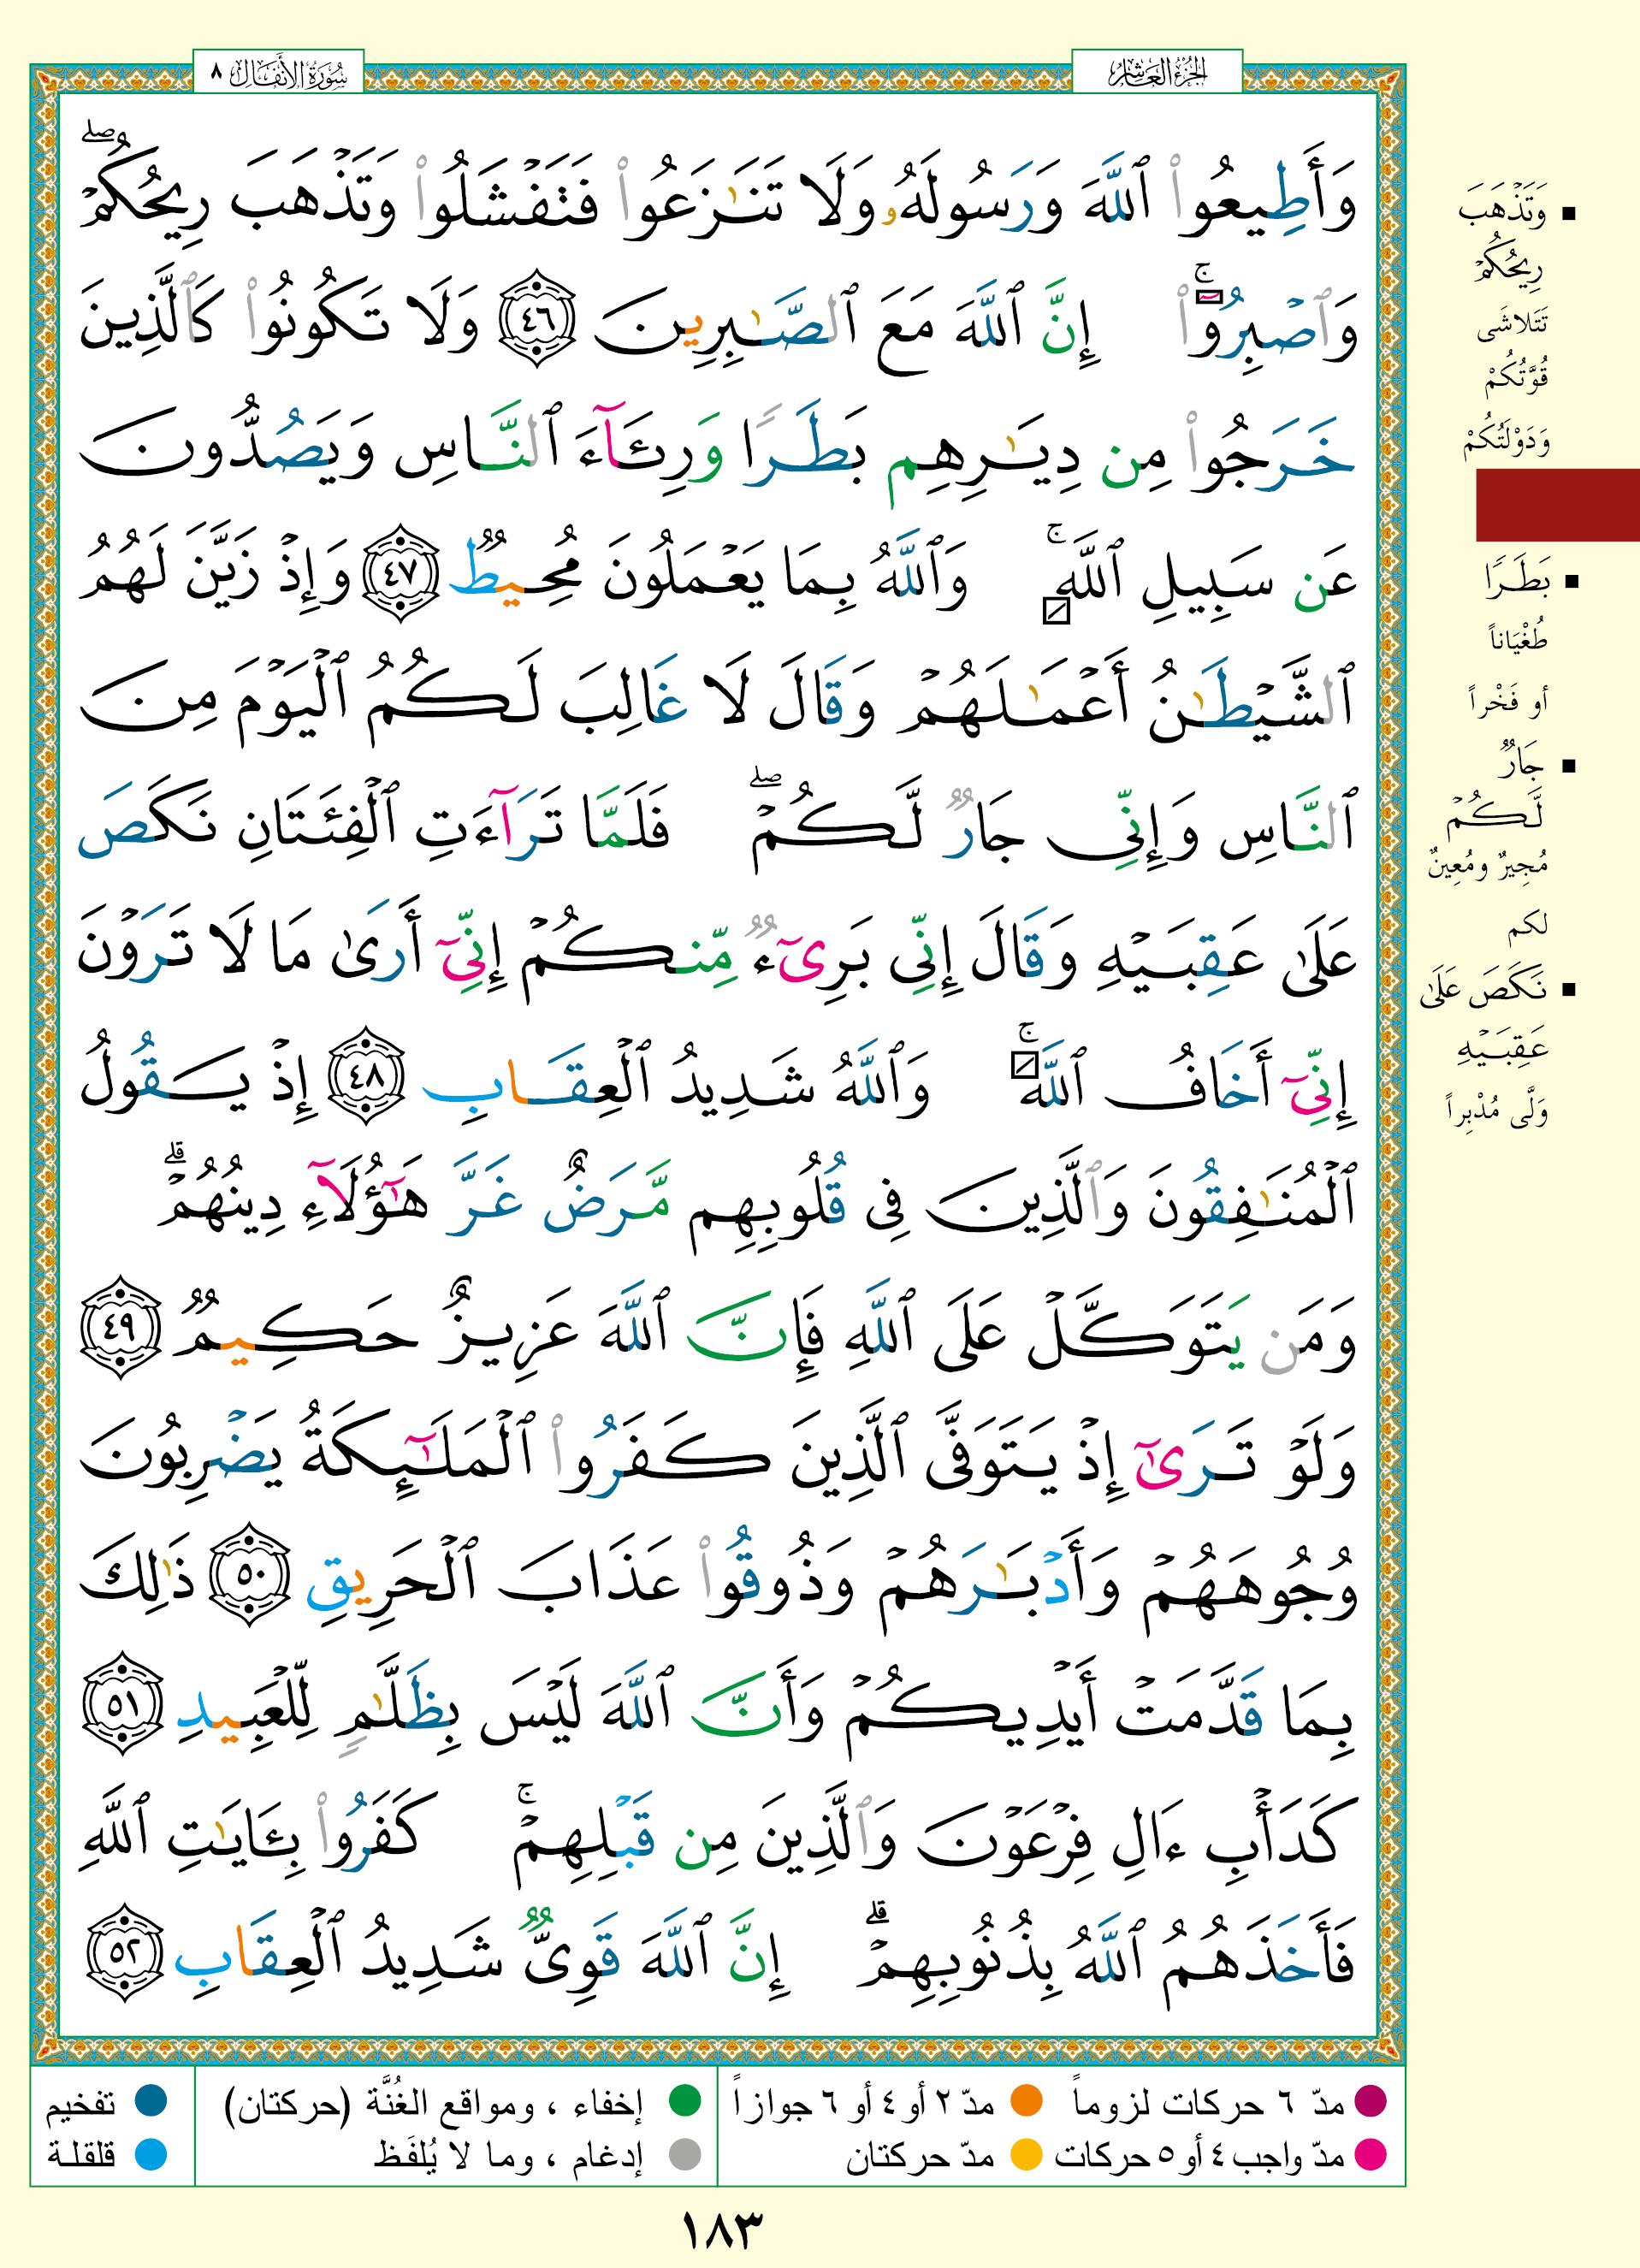 الجزء العاشر
سورة الأنفال ٨
وَأَطِيعُوا۟ ٱللَّهَ وَرَسُولَهُۥ وَلَا تَنَـٰزَعُوا۟ فَتَفْشَلُوا۟ وَتَذْهَبَ رِيحُكُمْ ۖ
وَٱصْبِرُوٓا۟ ۚ إِنَّ ٱللَّهَ مَعَ ٱلصَّـٰبِرِينَ ٤٦ وَلَا تَكُونُوا۟ كَٱلَّذِينَ
خَرَجُوا۟ مِن دِيَـٰرِهِم بَطَرًا وَرِئَآءَ ٱلنَّاسِ وَيَصُدُّونَ
عَن سَبِيلِ ٱللَّهِ ۚ وَٱللَّهُ بِمَا يَعْمَلُونَ مُحِيطٌ ٤٧ وَإِذْ زَيَّنَ لَهُمُ
ٱلشَّيْطَـٰنُ أَعْمَـٰلَهُمْ وَقَالَ لَا غَالِبَ لَكُمُ ٱلْيَوْمَ مِنَ
ٱلنَّاسِ وَإِنِّى جَارٌ لَّكُمْ ۖ فَلَمَّا تَرَآءَتِ ٱلْفِئَتَانِ نَكَصَ
عَلَىٰ عَقِبَيْهِ وَقَالَ إِنِّى بَرِىٓءٌ مِّنكُمْ إِنِّىٓ أَرَىٰ مَا لَا تَرَوْنَ
إِنِّىٓ أَخَافُ ٱللَّهَ ۚ وَٱللَّهُ شَدِيدُ ٱلْعِقَابِ ٤٨ إِذْ يَقُولُ
ٱلْمُنَـٰفِقُونَ وَٱلَّذِينَ فِى قُلُوبِهِم مَّرَضٌ غَرَّ هَـٰٓؤُلَآءِ دِينُهُمْ ۗ
وَمَن يَتَوَكَّلْ عَلَى ٱللَّهِ فَإِنَّ ٱللَّهَ عَزِيزٌ حَكِيمٌ ٤٩
وَلَوْ تَرَىٰٓ إِذْ يَتَوَفَّى ٱلَّذِينَ كَفَرُوا۟ ٱلْمَلَـٰٓئِكَةُ يَضْرِبُونَ
وُجُوهَهُمْ وَأَدْبَـٰرَهُمْ وَذُوقُوا۟ عَذَابَ ٱلْحَرِيقِ ٥٠ ذَٰلِكَ
بِمَا قَدَّمَتْ أَيْدِيكُمْ وَأَنَّ ٱللَّهَ لَيْسَ بِظَلَّـٰمٍ لِّلْعَبِيدِ ٥١
كَدَأْبِ ءَالِ فِرْعَوْنَ وَٱلَّذِينَ مِن قَبْلِهِمْ ۚ كَفَرُوا۟ بِـَٔايَـٰتِ ٱللَّهِ
فَأَخَذَهُمُ ٱللَّهُ بِذُنُوبِهِمْ ۗ إِنَّ ٱللَّهَ قَوِىٌّ شَدِيدُ ٱلْعِقَابِ ٥٢
■ وَتَذْهَبَ
رِيحُكُمْ
تَتَلاشَى
قُوَّتُكُمْ
وَدَوْلَتُكُمْ
■ بَطَرًا
طُغْيَاناً
أو فَخْراً
■ جَارٌ
لَّكُمْ
مُجِيرٌ ومُعِينٌ
لكم
■ نَكَصَ عَلَىٰ
عَقِبَيْهِ
وَلَّى مُدْبِراً
مدّ ٦ حركات لزوماً مدّ ٢ أو ٤ أو ٦ جوازاً
مدّ واجب ٤ أو ٥ حركات مدّ حركتان
إخفاء ، ومواقع الغُنَّة (حركتان)
إدغام ، وما لا يُلفَظ
تفخيم
قلقلة
١٨٣